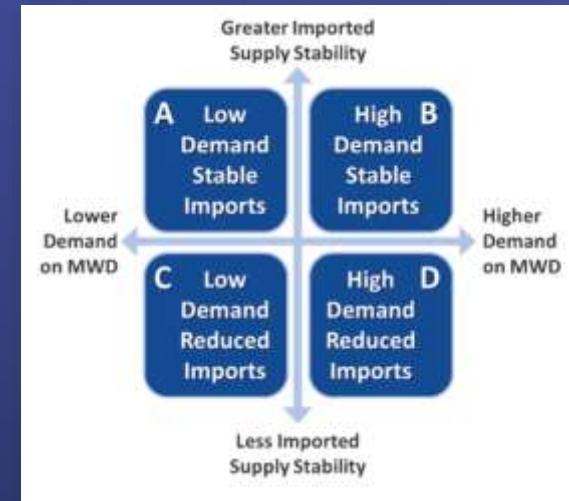 Greater Imported
Supply Stability
A
Low
Demand
Stable
Imports
High
Demand
Stable
Imports
B
Lower
Demand
on MWD
Higher
Demand
on MWD
C
Low
Demand
Reduced
Imports
High
Demand
Reduced
Imports
D
Less Imported
Supply Stability